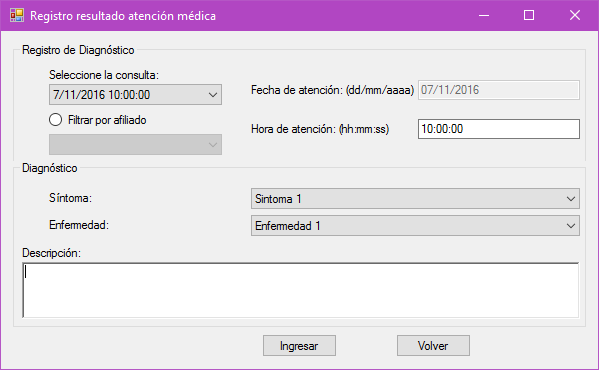 Registro resultado atención médica
Registro de Diagnóstico
Seleccione la consulta:
7/11/2016 10:00:00
Fecha de atención: (dd/mm/aaaa) 07/11/2016
Filtrar por afiliado
Hora de atención: (hh:mm:ss) 10:00:00
Diagnóstico
Síntoma: Sintoma 1
Enfermedad: Enfermedad 1
Descripción:
Ingresar Volver